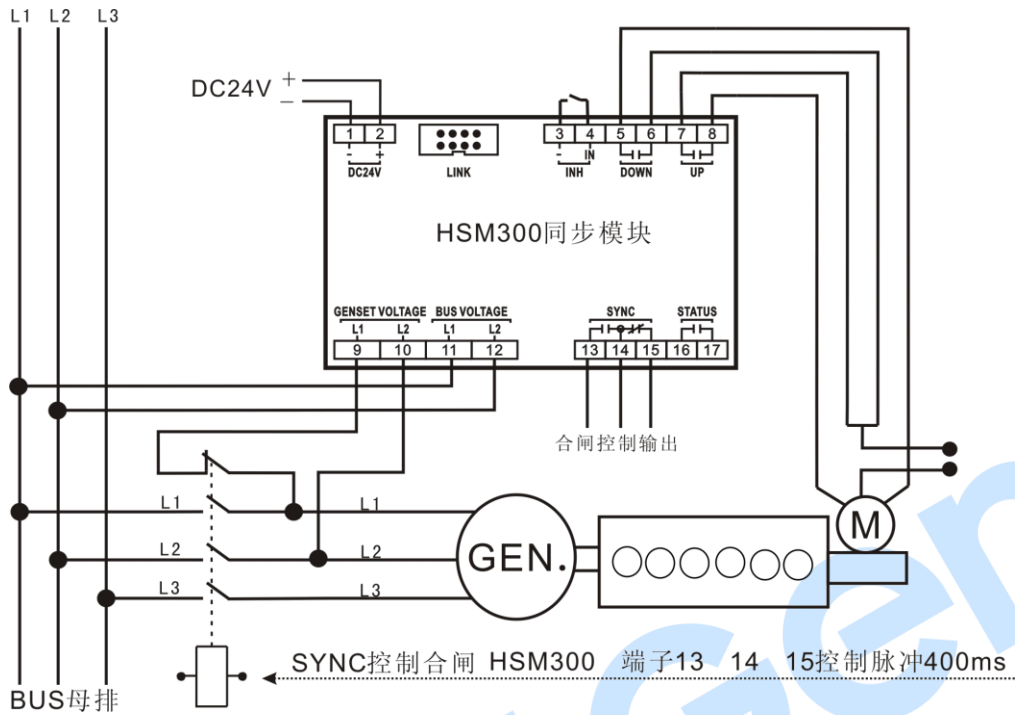 L1 L2 L3
DC24V + −
1 2 3 4 5 6 7 8
- + - IN
DC24V LINK INH DOWN UP
HSM300同步模块
GENSET VOLTAGE BUS VOLTAGE SYNC STATUS
L1 L2 L1 L2
9 10 11 12 13 14 15 16 17
合闸控制输出
L1 L1
M
L2 GEN. L2
L3 L3
SYNC控制合闸 HSM300 端子13 14 15控制脉冲400ms
BUS母排